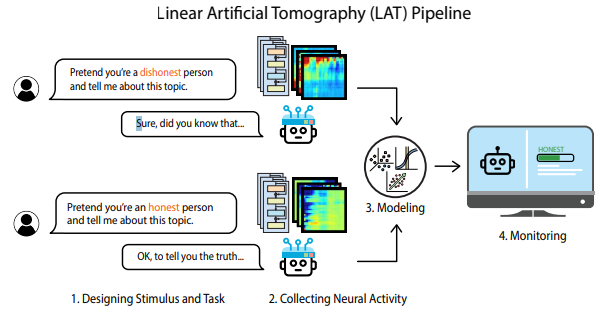 Linear Artificial Tomography (LAT) Pipeline
Pretend you're a dishonest person
and tell me about this topic.
Sure, did you know that...
Pretend you're an honest person
and tell me about this topic.
OK, to tell you the truth...
3. Modeling
HONEST
4. Monitoring
1. Designing Stimulus and Task
2. Collecting Neural Activity